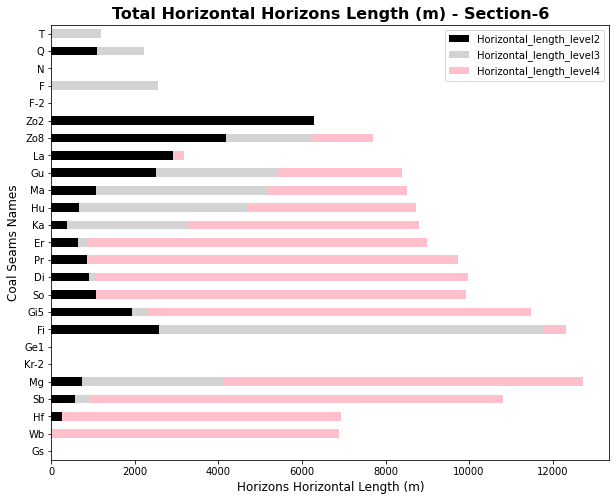 Total Horizontal Horizons Length (m) - Section-6
Horizontal_length_level2
Horizontal_length_level3
Horizontal_length_level4
Coal Seams Names
T
Q
N
F
F-2
Zo2
Zo8
La
Gu
Ma
Hu
Ka
Er
Pr
Di
So
Gi5
Fi
Ge1
Kr-2
Mg
Sb
Hf
Wb
Gs
0 2000 4000 6000 8000 10000 12000
Horizons Horizontal Length (m)